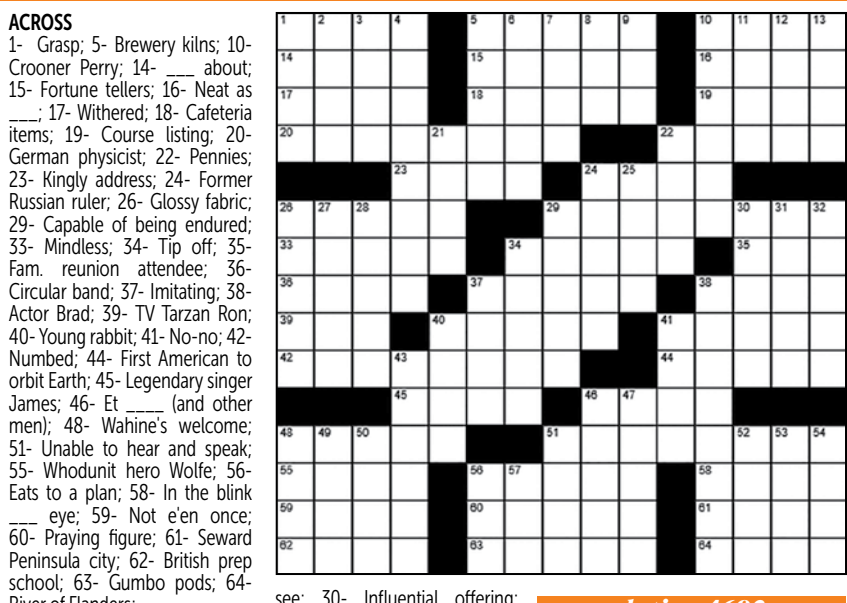 ACROSS
1- Grasp; 5- Brewery kilns; 10-
Crooner Perry; 14- ___ about;
15- Fortune tellers; 16- Neat as
___; 17- Withered; 18- Cafeteria
items; 19- Course listing; 20-
German physicist; 22- Pennies;
23- Kingly address; 24- Former
Russian ruler; 26- Glossy fabric;
29- Capable of being endured;
33- Mindless; 34- Tip off; 35-
Fam. reunion attendee; 36-
Circular band; 37- Imitating; 38-
Actor Brad; 39- TV Tarzan Ron;
40- Young rabbit; 41- No-no; 42-
Numbed; 44- First American to
orbit Earth; 45- Legendary singer
James; 46- Et ____ (and other
men); 48- Wahine's welcome;
51- Unable to hear and speak;
55- Whodunit hero Wolfe; 56-
Eats to a plan; 58- In the blink
___ eye; 59- Not e'en once;
60- Praying figure; 61- Seward
Peninsula city; 62- British prep
school; 63- Gumbo pods; 64-
River of Flanders;
1 2 3 4 5 6 7 8 9 10 11 12 13
14 15 16
17 18 19
20 21 22
23 24 25
26 27 28 29 30 31 32
33 34 35
36 37 38
39 40 41
42 43 44
45 46 47
48 49 50 51 52 53 54
55 56 57 58
59 60 61
62 63 64
see; 30- Influential offering;